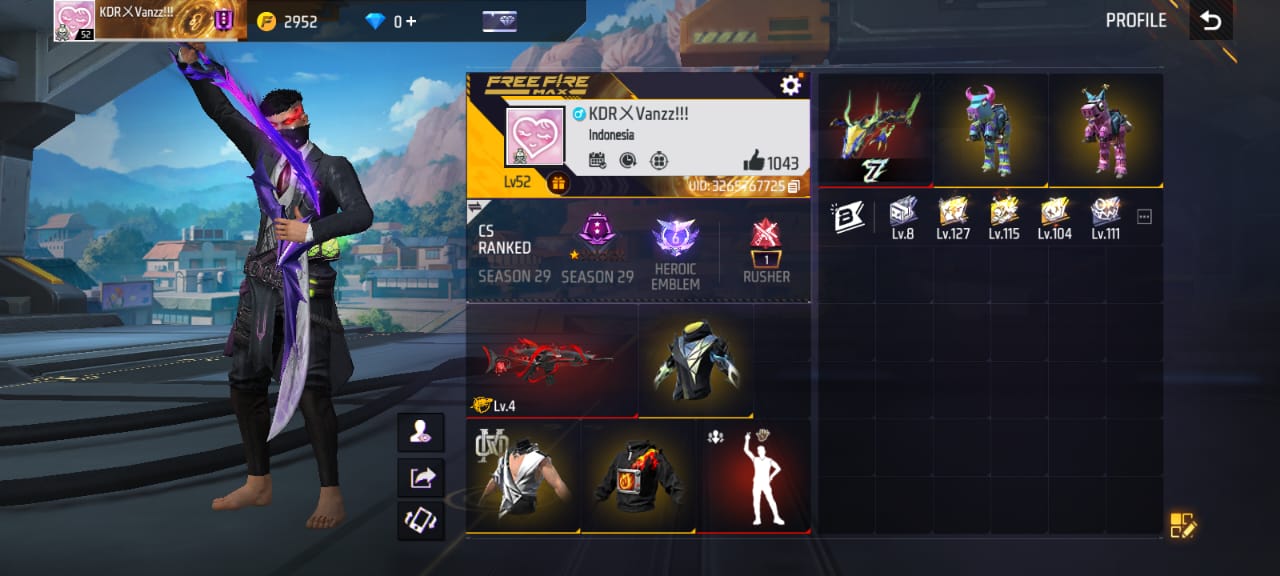 KDR乂Vanzz!!!
52
2952
0+
PROFILE
FREE FIRE
MAX
KDR乂Vanzz!!!
Indonesia
1043
Lv52
UID: 3265767725
CS
RANKED
SEASON 29
SEASON 29
6
HEROIC
EMBLEM
1
RUSHER
Lv.8
Lv.127
Lv.115
Lv.104
Lv.111
Lv.4